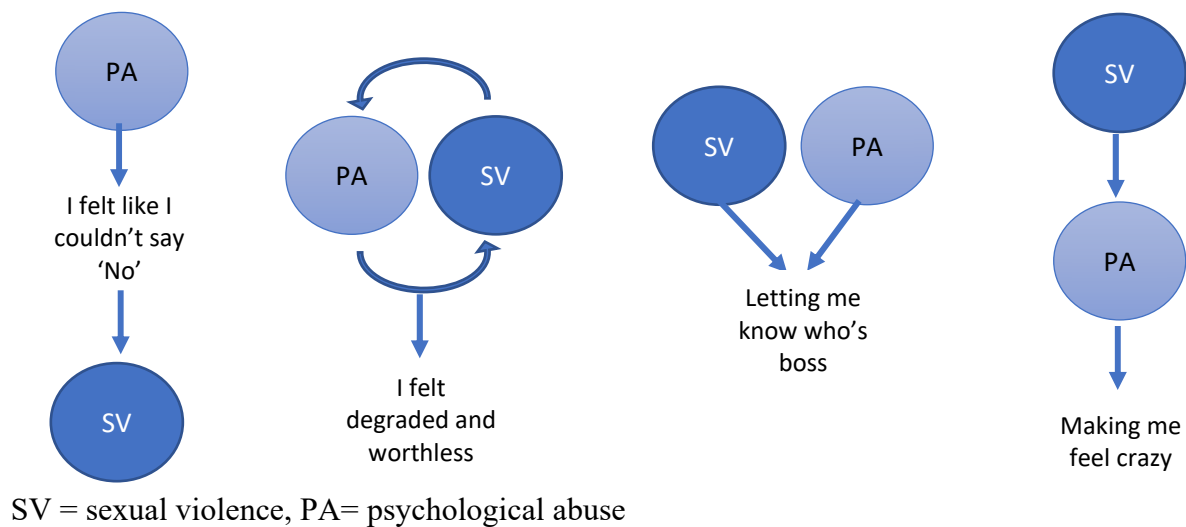 PA
I felt like I
couldn’t say
‘No’
SV
PA
SV
I felt
degraded and
worthless
SV
PA
Letting me
know who’s
boss
SV
PA
Making me
feel crazy
SV = sexual violence, PA= psychological abuse